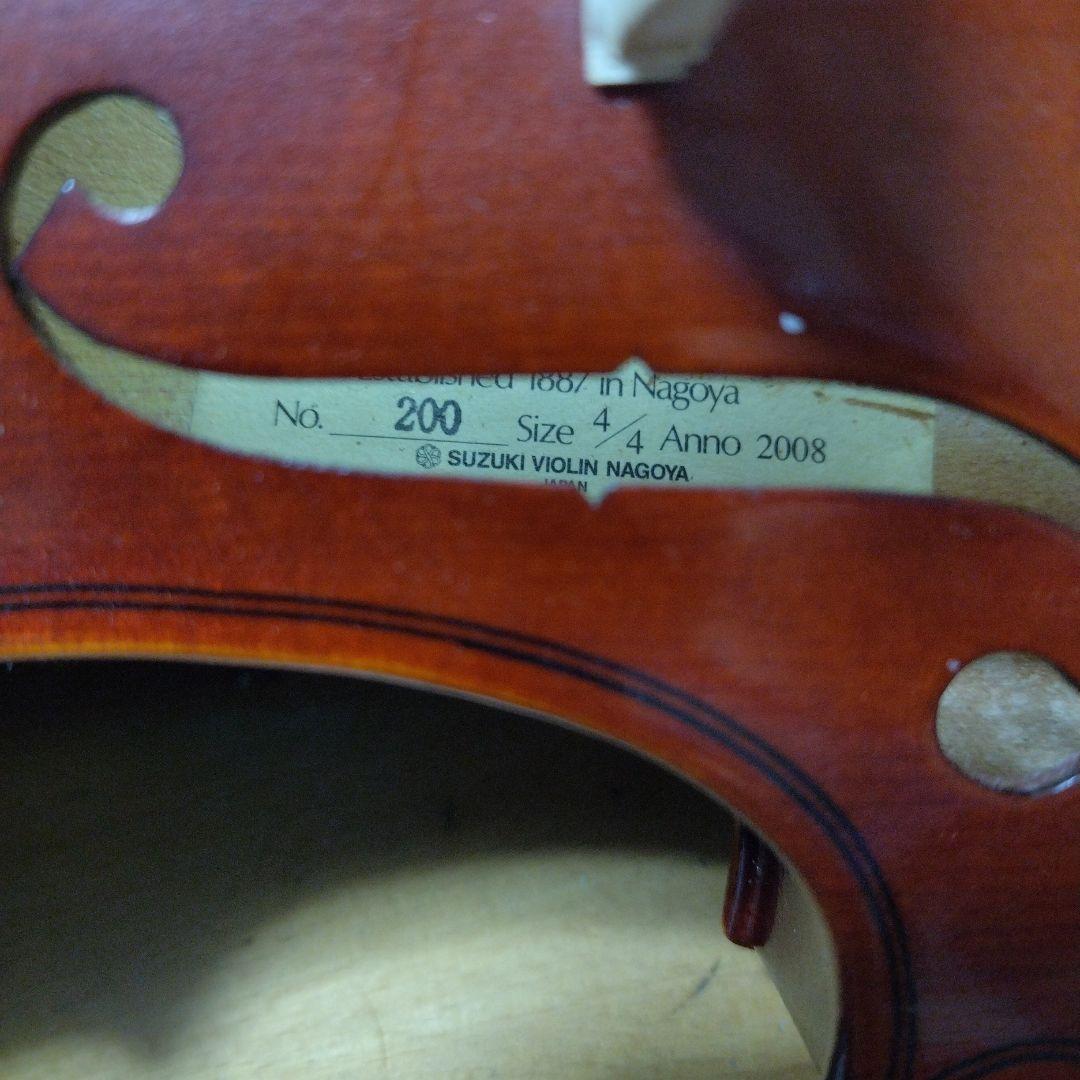 Established 1887 in Nagoya
No. 200 Size 4/4 Anno 2008
SUZUKI VIOLIN NAGOYA
JAPAN